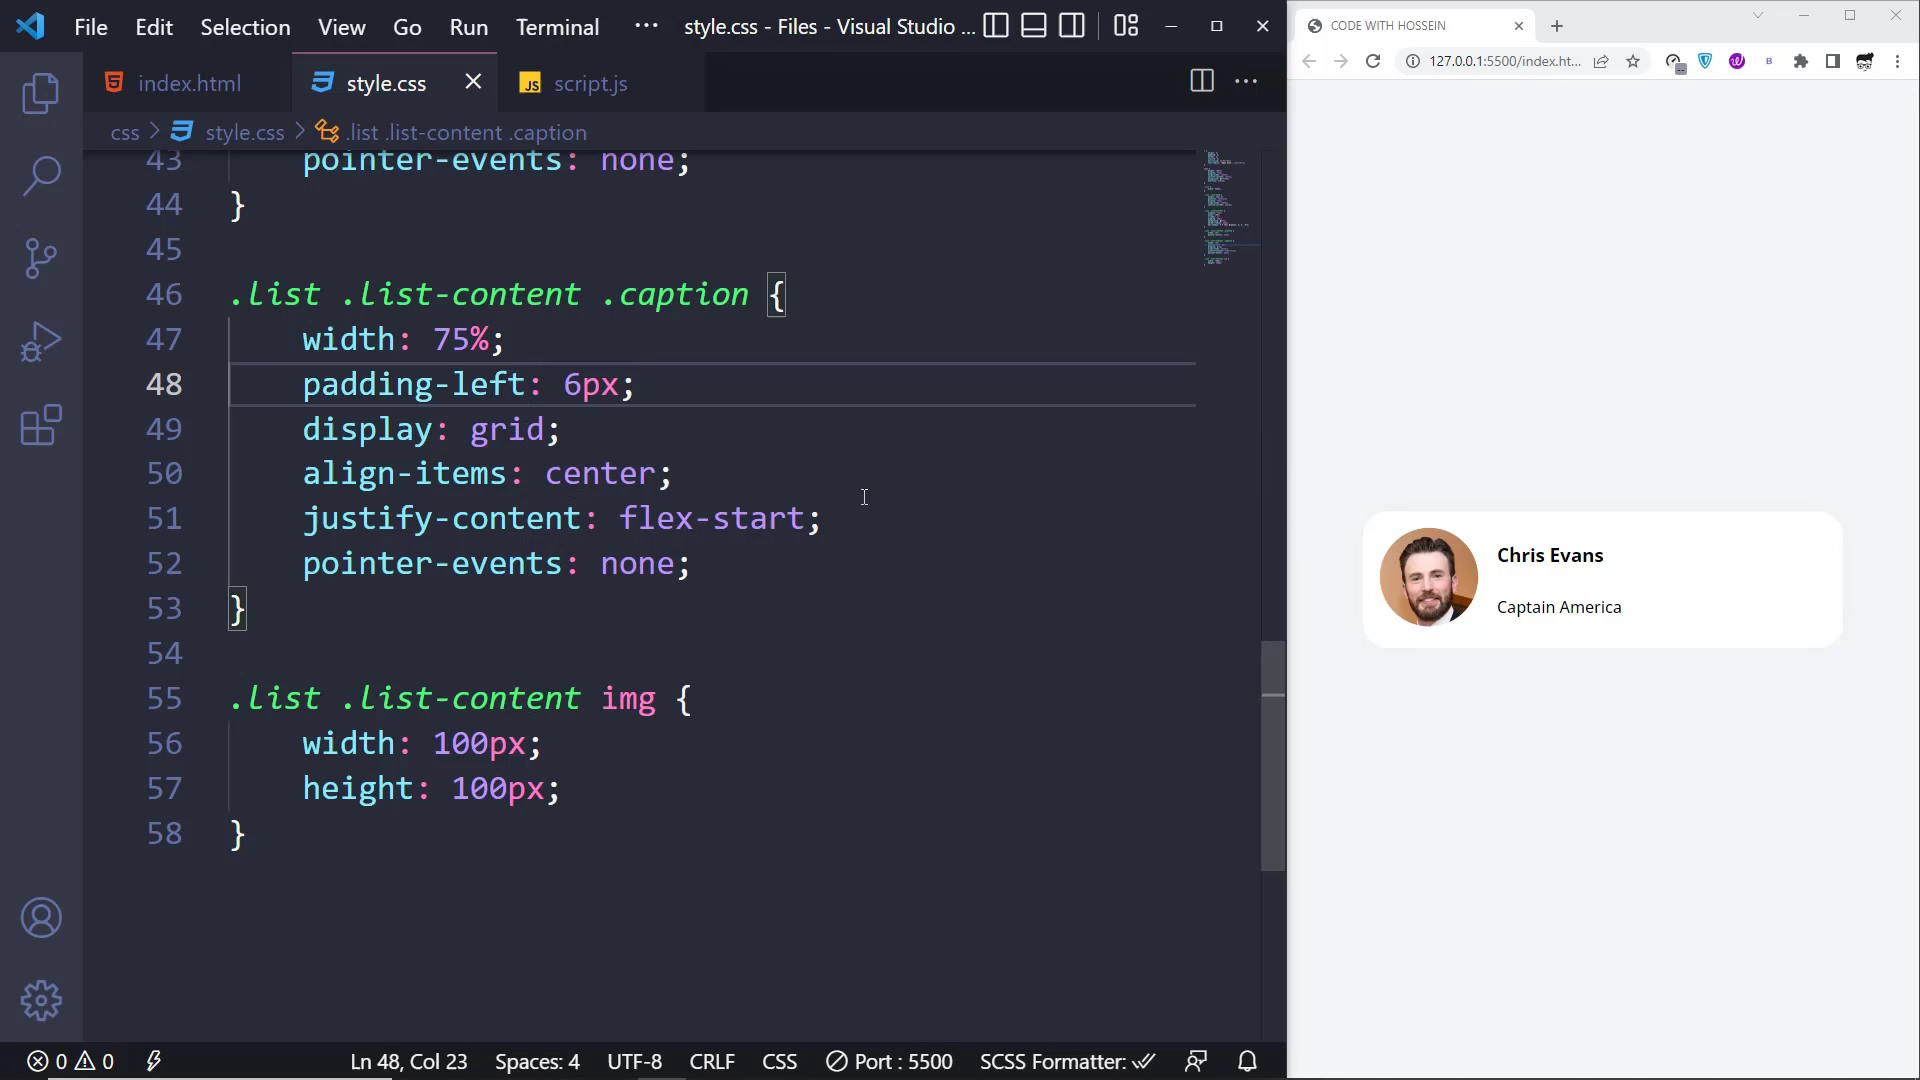 File Edit Selection View Go Run Terminal ··· style.css - Files - Visual Studio ...
index.html
style.css
JS script.js
css > style.css > .list .list-content .caption
43 pointer-events: none;
44 }
45
46 .list .list-content .caption {
47 width: 75%;
48 padding-left: 6px;
49 display: grid;
50 align-items: center;
51 justify-content: flex-start;
52 pointer-events: none;
53 }
54
55 .list .list-content img {
56 width: 100px;
57 height: 100px;
58 }
0 0 Ln 48, Col 23 Spaces: 4 UTF-8 CRLF CSS Port : 5500 SCSS Formatter:
CODE WITH HOSSEIN
127.0.0.1:5500/index.ht...
B
Chris Evans
Captain America